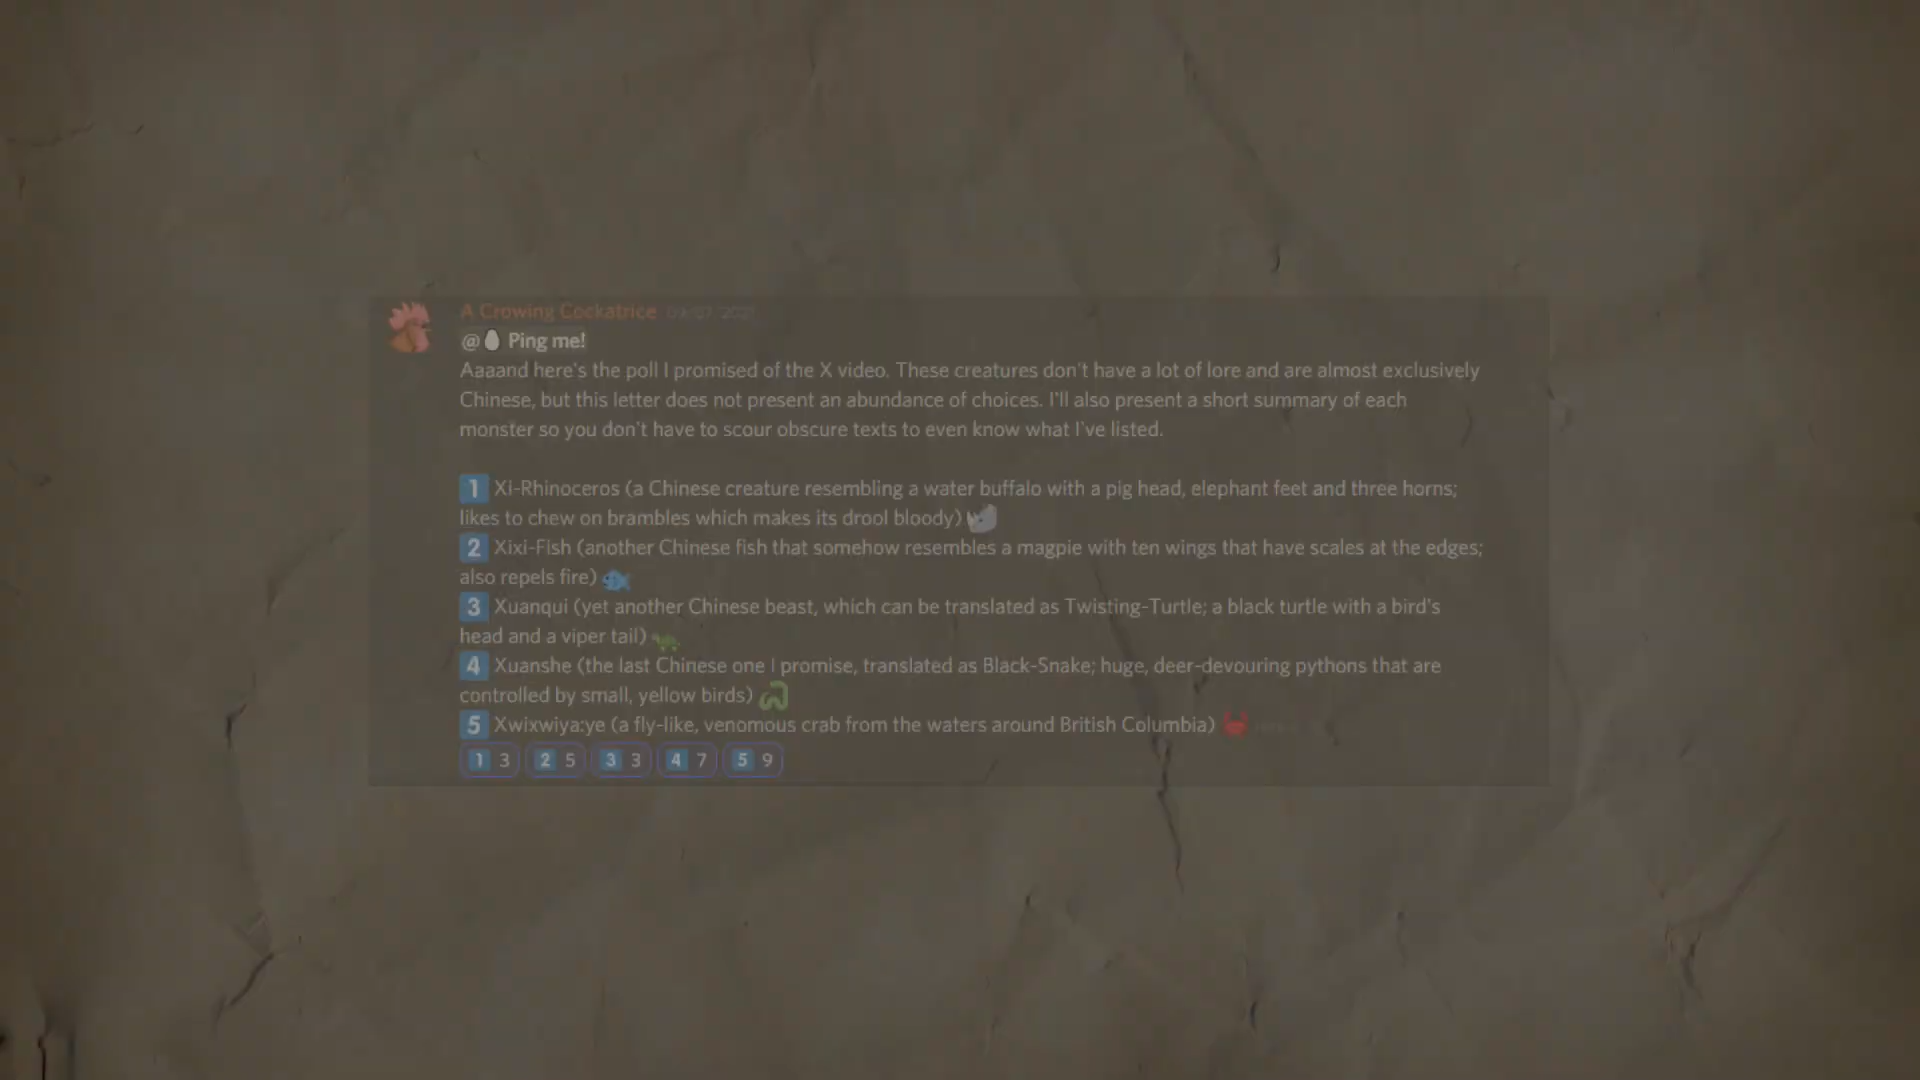 A Crowing Cockatrice 09/07/2021
@ Ping me!
Aaaand here's the poll I promised of the X video. These creatures don't have a lot of lore and are almost exclusively
Chinese, but this letter does not present an abundance of choices. I'll also present a short summary of each
monster so you don't have to scour obscure texts to even know what I've listed.
1 Xi-Rhinoceros (a Chinese creature resembling a water buffalo with a pig head, elephant feet and three horns;
likes to chew on brambles which makes its drool bloody)
2 Xixi-Fish (another Chinese fish that somehow resembles a magpie with ten wings that have scales at the edges;
also repels fire)
3 Xuanqui (yet another Chinese beast, which can be translated as Twisting-Turtle; a black turtle with a bird's
head and a viper tail)
4 Xuanshe (the last Chinese one I promise, translated as Black-Snake; huge, deer-devouring pythons that are
controlled by small, yellow birds)
5 Xwixwiya:ye (a fly-like, venomous crab from the waters around British Columbia)
1 3 2 5 3 3 4 7 5 9